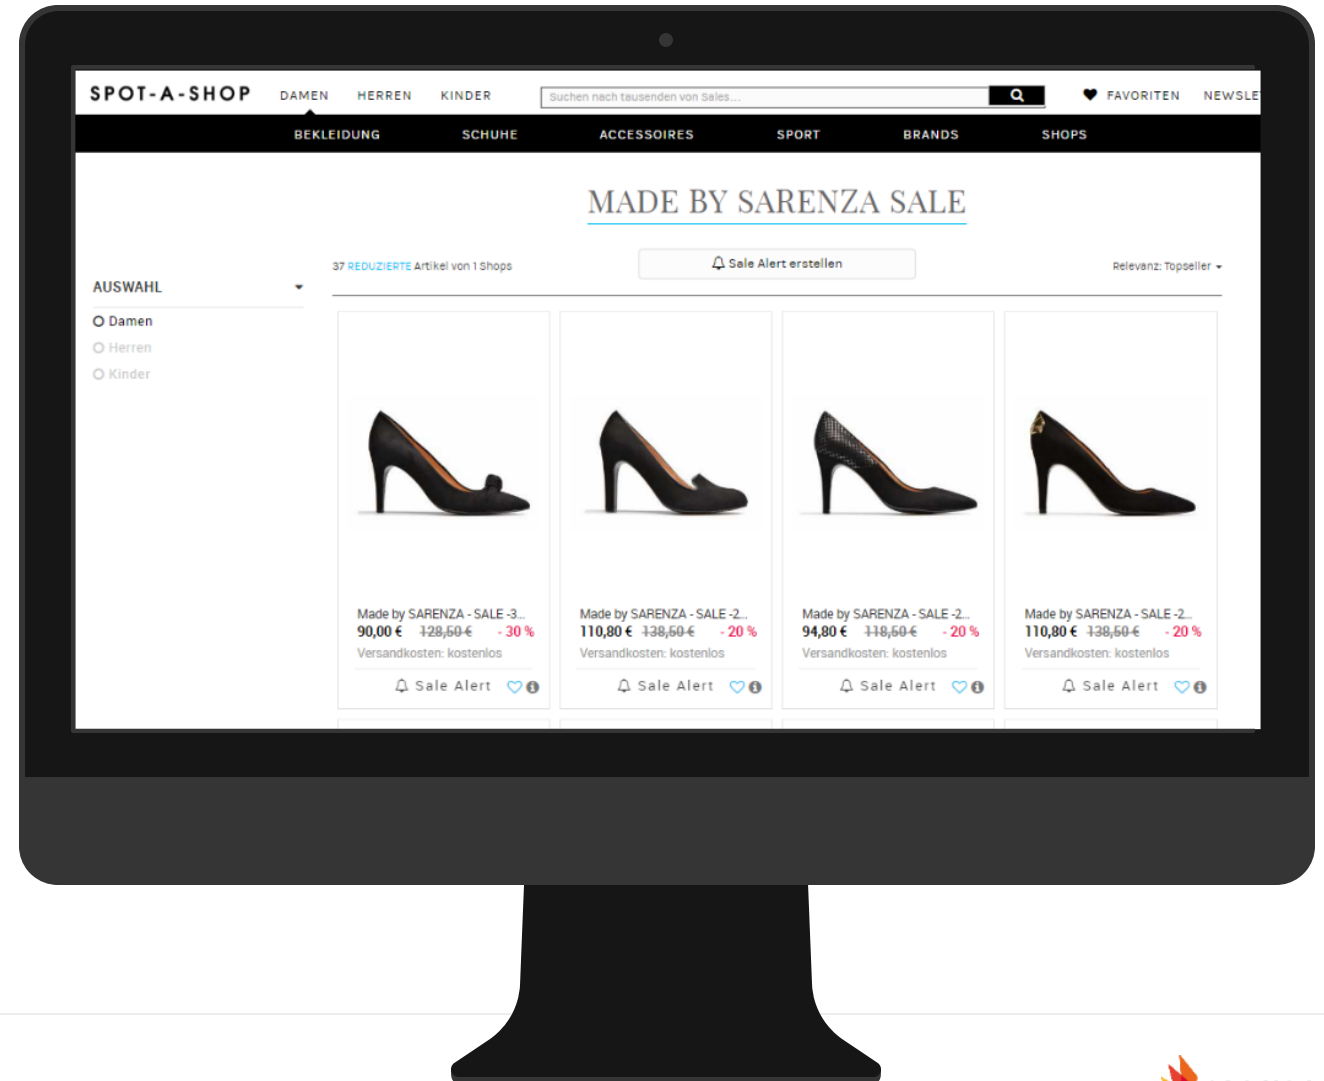 SPOT-A-SHOP DAMEN HERREN KINDER Suchen nach tausenden von Sales... FAVORITEN
BEKLEIDUNG SCHUHE ACCESSOIRES SPORT BRANDS SHOPS
MADE BY SARENZA SALE
37 REDUZIERTE Artikel von 1 Shops Sale Alert erstellen Relevanz: Topseller
AUSWAHL
Damen
Herren
Kinder
Made by SARENZA - SALE -3... Made by SARENZA - SALE -2... Made by SARENZA - SALE -2... Made by SARENZA - SALE -2...
90,00 € 128,50 € - 30 % 110,80 € 138,50 € - 20 % 94,80 € 118,50 € - 20 % 110,80 € 138,50 € - 20 %
Versandkosten: kostenlos Versandkosten: kostenlos Versandkosten: kostenlos Versandkosten: kostenlos
Sale Alert Sale Alert Sale Alert Sale Alert